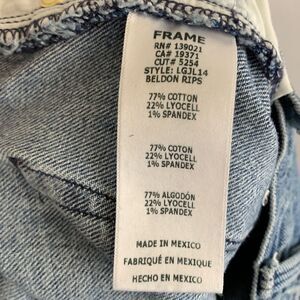 FRAME
RN# 139021
CA# 19371
CUT# 5254
STYLE: LGJL14
BELDON RIPS
77% COTTON
22% LYOCELL
1% SPANDEX
77% COTON
22% LYOCELL
1% SPANDEX
77% ALGODÓN
22% LYOCELL
1% SPANDEX
MADE IN MEXICO
FABRIQUÉ EN MEXIQUE
HECHO EN MEXICO